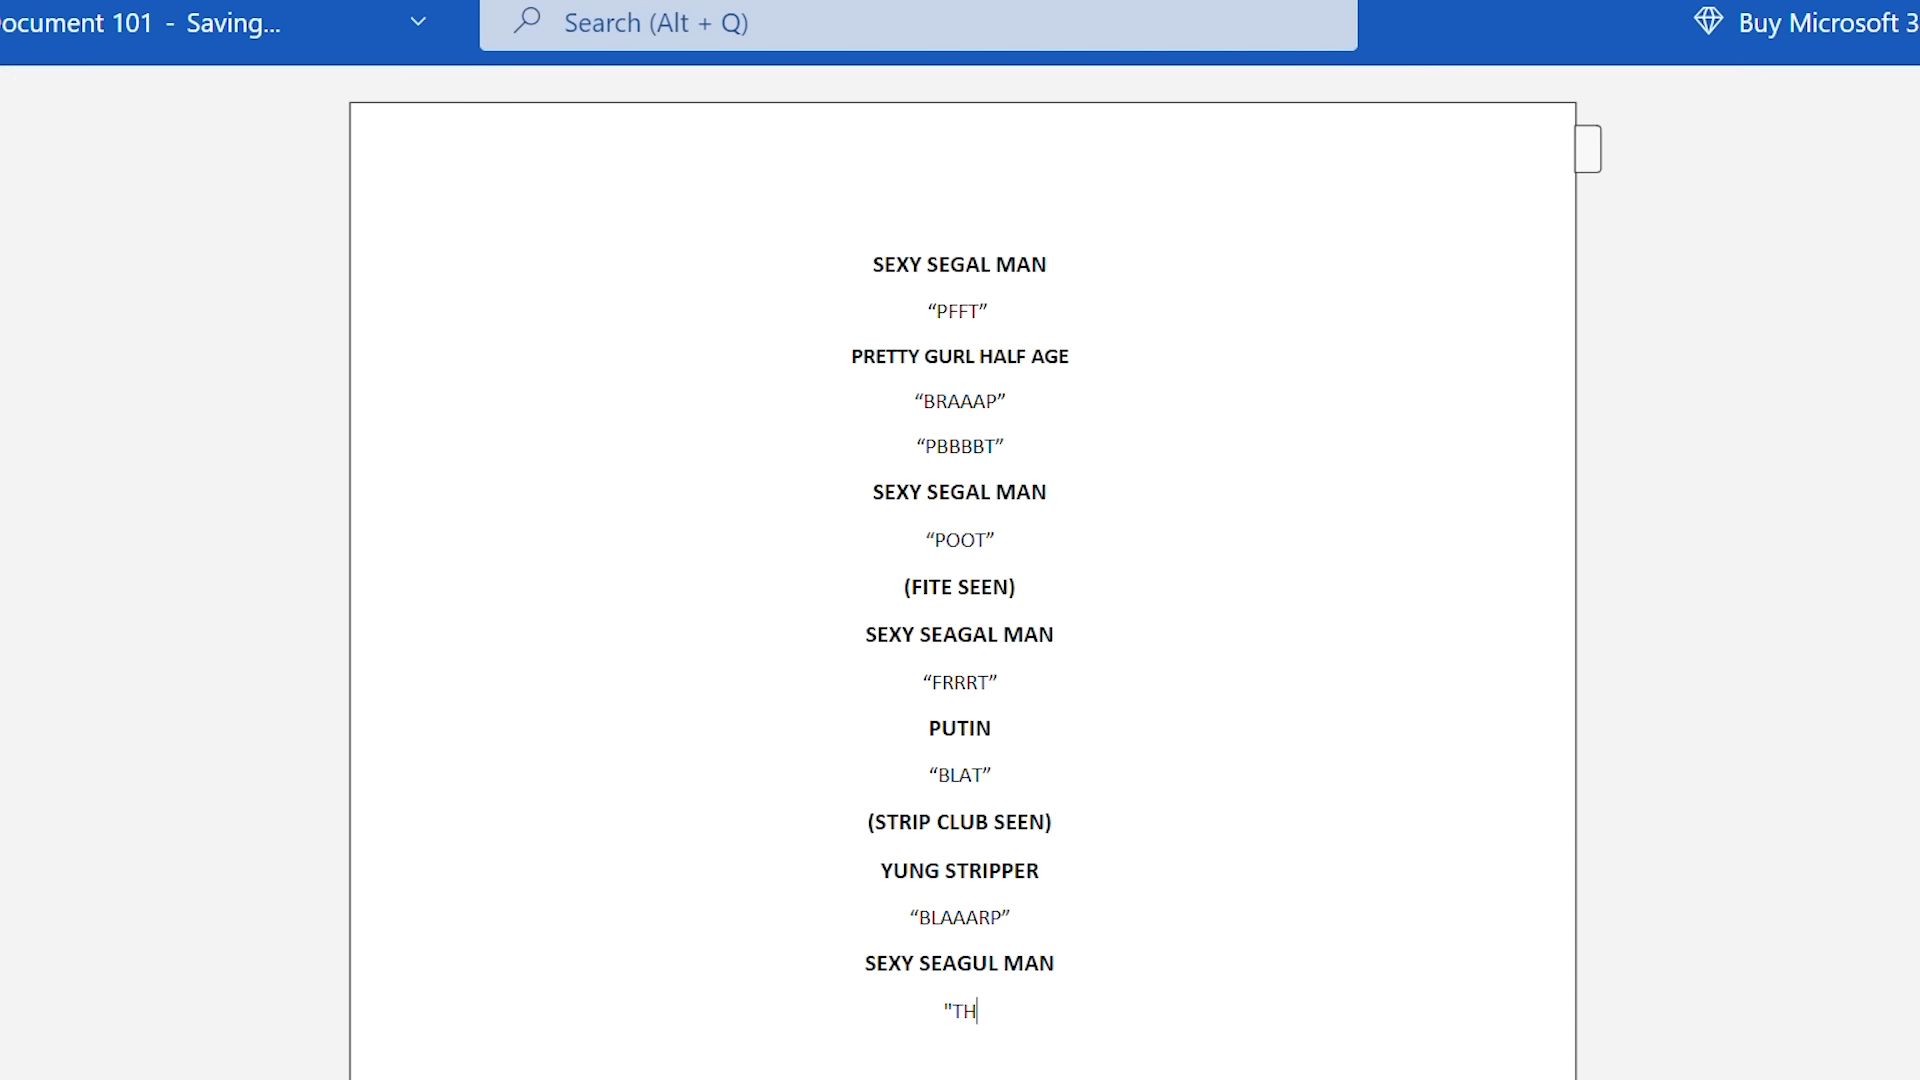 ocument 101 - Saving...
Search (Alt + Q)
Buy Microsoft 3
SEXY SEGAL MAN
“PFFT”
PRETTY GURL HALF AGE
“BRAAAP”
“PBBBBT”
SEXY SEGAL MAN
“POOT”
(FITE SEEN)
SEXY SEAGAL MAN
“FRRRT”
PUTIN
“BLAT”
(STRIP CLUB SEEN)
YUNG STRIPPER
“BLAAARP”
SEXY SEAGUL MAN
"TH